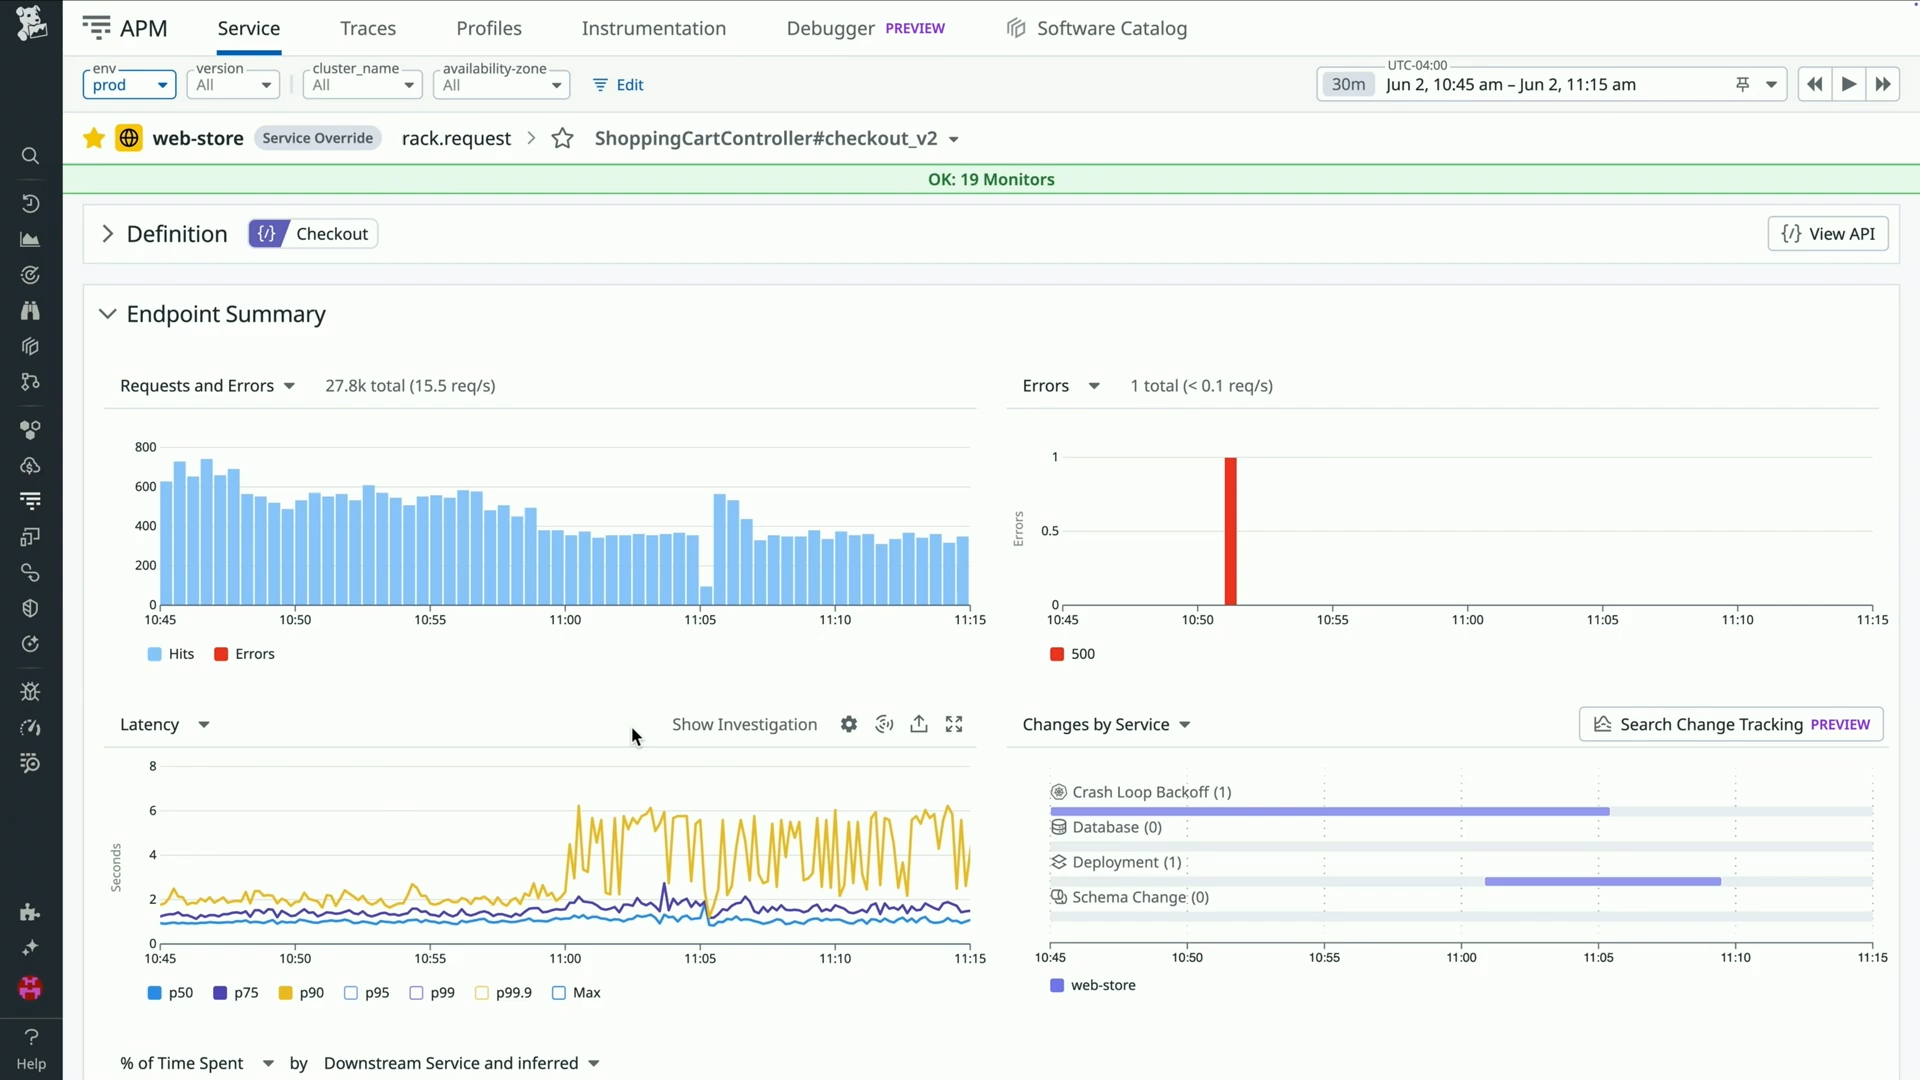 APM
Service
Traces
Profiles
Instrumentation
Debugger PREVIEW
Software Catalog
env
prod
version
All
cluster_name
All
availability-zone
All
Edit
UTC-04:00
30m Jun 2, 10:45 am – Jun 2, 11:15 am
web-store Service Override rack.request ShoppingCartController#checkout_v2
OK: 19 Monitors
Definition {/} Checkout
{/} View API
Endpoint Summary
Requests and Errors 27.8k total (15.5 req/s)
800
600
400
200
0
10:45 10:50 10:55 11:00 11:05 11:10 11:15
Hits Errors
Errors 1 total (< 0.1 req/s)
Errors
1
0.5
0
10:45 10:50 10:55 11:00 11:05 11:10 11:15
500
Latency
Show Investigation
Seconds
8
6
4
2
0
10:45 10:50 10:55 11:00 11:05 11:10 11:15
p50 p75 p90 p95 p99 p99.9 Max
Changes by Service
Search Change Tracking PREVIEW
Crash Loop Backoff (1)
Database (0)
Deployment (1)
Schema Change (0)
10:45 10:50 10:55 11:00 11:05 11:10 11:15
web-store
% of Time Spent by Downstream Service and inferred
?
Help